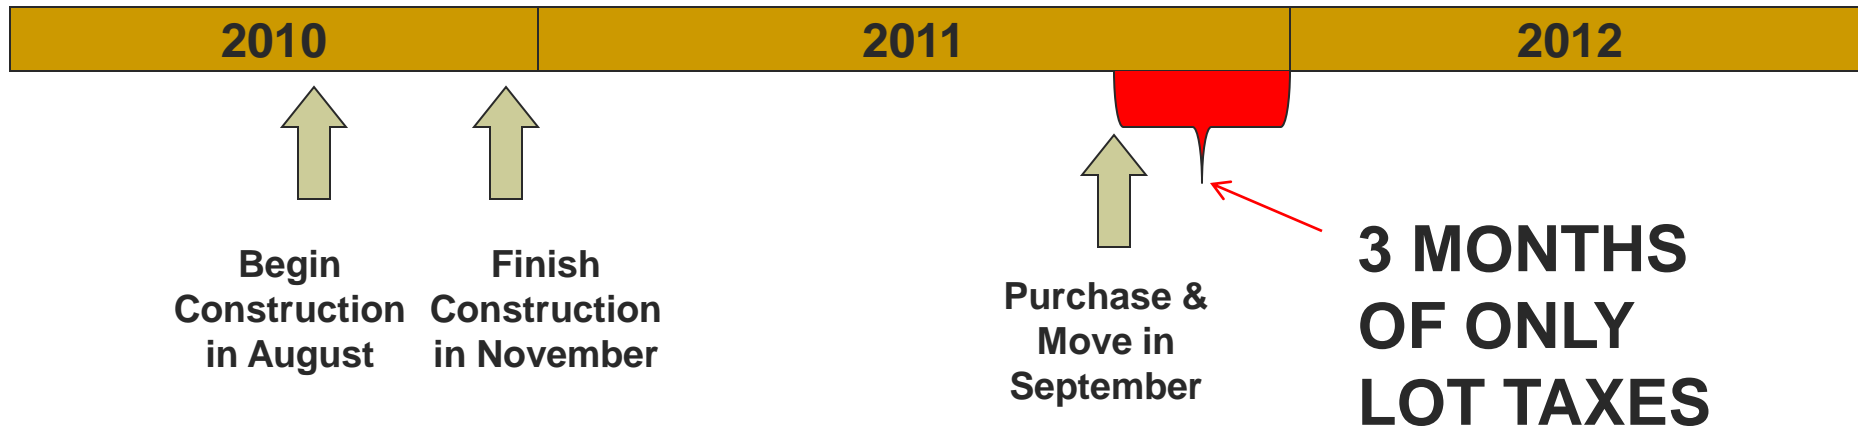 2010
2011
2012
Begin
Construction
in August
Finish
Construction
in November
Purchase &
Move in
September
3 MONTHS
OF ONLY
LOT TAXES